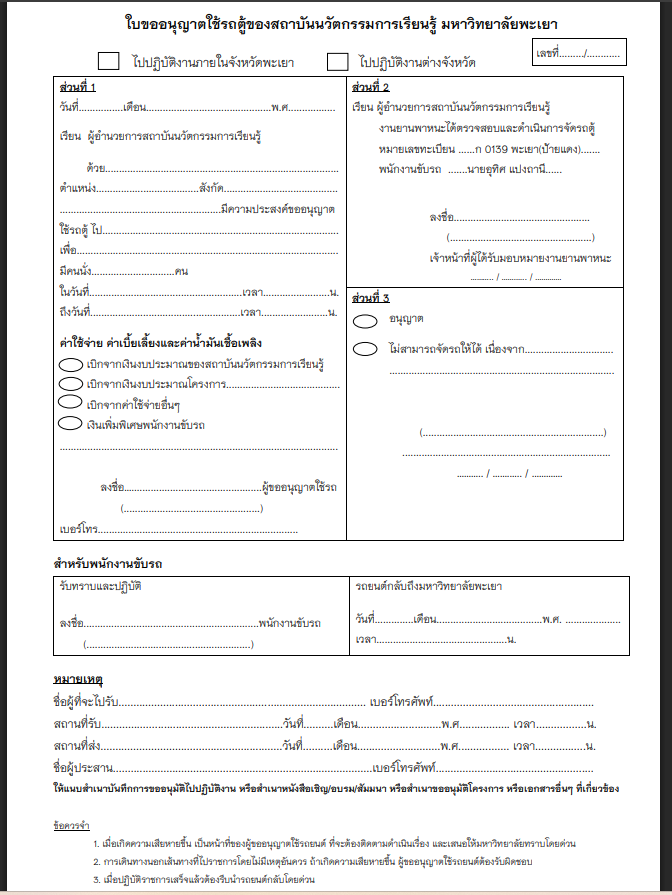 ใบขออนุญาตใช้รถตู้ของสถาบันนวัตกรรมการเรียนรู้ มหาวิทยาลัยพะเยา
เลขที่........./............
ไปปฏิบัติงานภายในจังหวัดพะเยา
ไปปฏิบัติงานต่างจังหวัด
ส่วนที่ 1
วันที่................เดือน..............................................พ.ศ.................
เรียน ผู้อำนวยการสถาบันนวัตกรรมการเรียนรู้
ด้วย.....................................................................................
ตำแหน่ง.....................................สังกัด.........................................
...........................................................มีความประสงค์ขออนุญาต
ใช้รถตู้ ไป.....................................................................................
เพื่อ..............................................................................................
มีคนนั่ง..............................คน
ในวันที่.......................................................เวลา........................น.
ถึงวันที่.......................................................เวลา........................น.
ค่าใช้จ่าย ค่าเบี้ยเลี้ยงและค่าน้ำมันเชื้อเพลิง
เบิกจากเงินงบประมาณของสถาบันนวัตกรรมการเรียนรู้
เบิกจากเงินงบประมาณโครงการ.........................................
เบิกจากค่าใช้จ่ายอื่นๆ
เงินเพิ่มพิเศษพนักงานขับรถ
.....................................................................................................
ลงชื่อ..................................................ผู้ขออนุญาตใช้รถ
(..................................................)
เบอร์โทร.........................................................................
ส่วนที่ 2
เรียน ผู้อำนวยการสถาบันนวัตกรรมการเรียนรู้
งานยานพาหนะได้ตรวจสอบและดำเนินการจัดรถตู้
หมายเลขทะเบียน ......ก 0139 พะเยา(ป้ายแดง).......
พนักงานขับรถ .......นายอุทิศ แปงถานี......
ลงชื่อ.................................................
(....................................................)
เจ้าหน้าที่ผู้ได้รับมอบหมายงานยานพาหนะ
........... / ............ / ............
ส่วนที่ 3
อนุญาต
ไม่สามารถจัดรถให้ได้ เนื่องจาก................................
.................................................................................
(...................................................................)
...........................................................................
.......... / ........... / ............
สำหรับพนักงานขับรถ
รับทราบและปฏิบัติ
ลงชื่อ...............................................................พนักงานขับรถ
(............................................................)
รถยนต์กลับถึงมหาวิทยาลัยพะเยา
วันที่..............เดือน......................................พ.ศ. ....................
เวลา................................................น.
หมายเหตุ
ชื่อผู้ที่จะไปรับ......................................................................................... เบอร์โทรศัพท์..........................................................
สถานที่รับ.................................................................วันที่...........เดือน..............................พ.ศ.................. เวลา..................น.
สถานที่ส่ง.................................................................วันที่...........เดือน..............................พ.ศ.................. เวลา..................น.
ชื่อผู้ประสาน..............................................................................................เบอร์โทรศัพท์..........................................................
ให้แนบสำเนาบันทึกการขออนุมัติไปปฏิบัติงาน หรือสำเนาหนังสือเชิญ/อบรม/สัมมนา หรือสำเนาขออนุมัติโครงการ หรือเอกสารอื่นๆ ที่เกี่ยวข้อง
ข้อควรจำ
1. เมื่อเกิดความเสียหายขึ้น เป็นหน้าที่ของผู้ขออนุญาตใช้รถยนต์ ที่จะต้องติดตามดำเนินเรื่อง และเสนอให้มหาวิทยาลัยทราบโดยด่วน
2. การเดินทางนอกเส้นทางที่ไปราชการโดยไม่มีเหตุอันควร ถ้าเกิดความเสียหายขึ้น ผู้ขออนุญาตใช้รถยนต์ต้องรับผิดชอบ
3. เมื่อปฏิบัติราชการเสร็จแล้วต้องรีบนำรถยนต์กลับโดยด่วน